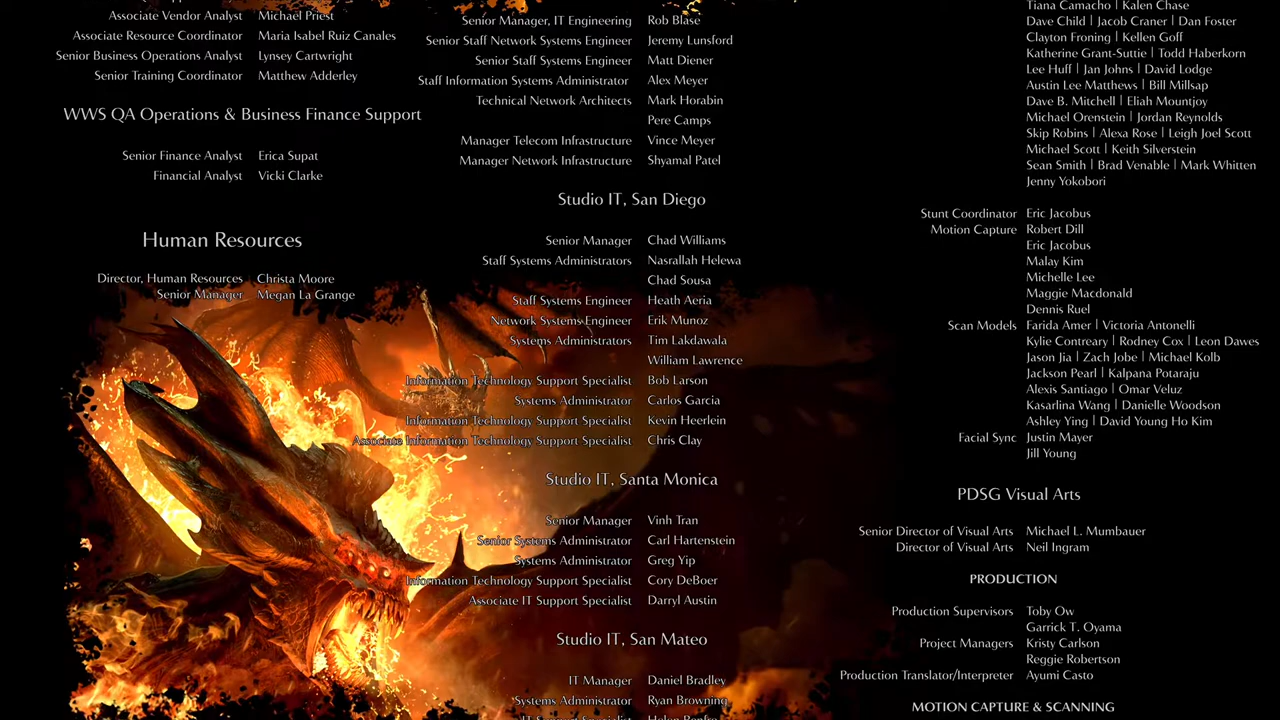 Associate Vendor Analyst Michael Priest
Associate Resource Coordinator Maria Isabel Ruiz Canales
Senior Business Operations Analyst Lynsey Cartwright
Senior Training Coordinator Matthew Adderley
WWS QA Operations & Business Finance Support
Senior Finance Analyst Erica Supat
Financial Analyst Vicki Clarke
Human Resources
Director, Human Resources Christa Moore
Senior Manager Megan La Grange
Senior Manager, IT Engineering Rob Blase
Senior Staff Network Systems Engineer Jeremy Lunsford
Senior Staff Systems Engineer Matt Diener
Staff Information Systems Administrator Alex Meyer
Technical Network Architects Mark Horabin
Pere Camps
Manager Telecom Infrastructure Vince Meyer
Manager Network Infrastructure Shyamal Patel
Studio IT, San Diego
Senior Manager Chad Williams
Staff Systems Administrators Nasrallah Helewa
Chad Sousa
Staff Systems Engineer Heath Aeria
Network Systems Engineer Erik Munoz
Systems Administrators Tim Lakdawala
William Lawrence
Information Technology Support Specialist Bob Larson
Systems Administrator Carlos Garcia
Information Technology Support Specialist Kevin Heerlein
Associate Information Technology Support Specialist Chris Clay
Studio IT, Santa Monica
Senior Manager Vinh Tran
Senior Systems Administrator Carl Hartenstein
Systems Administrator Greg Yip
Information Technology Support Specialist Cory DeBoer
Associate IT Support Specialist Darryl Austin
Studio IT, San Mateo
IT Manager Daniel Bradley
Systems Administrator Ryan Browning
IT Support Specialist Helen Renfro
Tiana Camacho | Kalen Chase
Dave Child | Jacob Craner | Dan Foster
Clayton Froning | Kellen Goff
Katherine Grant-Suttie | Todd Haberkorn
Lee Huff | Jan Johns | David Lodge
Austin Lee Matthews | Bill Millsap
Dave B. Mitchell | Eliah Mountjoy
Michael Orenstein | Jordan Reynolds
Skip Robins | Alexa Rose | Leigh Joel Scott
Michael Scott | Keith Silverstein
Sean Smith | Brad Venable | Mark Whitten
Jenny Yokobori
Stunt Coordinator Eric Jacobus
Motion Capture Robert Dill
Eric Jacobus
Malay Kim
Michelle Lee
Maggie Macdonald
Dennis Ruel
Scan Models Farida Amer | Victoria Antonelli
Kylie Contreary | Rodney Cox | Leon Dawes
Jason Jia | Zach Jobe | Michael Kolb
Jackson Pearl | Kalpana Potaraju
Alexis Santiago | Omar Veluz
Kasarlina Wang | Danielle Woodson
Ashley Ying | David Young Ho Kim
Facial Sync Justin Mayer
Jill Young
PDSG Visual Arts
Senior Director of Visual Arts Michael L. Mumbauer
Director of Visual Arts Neil Ingram
PRODUCTION
Production Supervisors Toby Ow
Garrick T. Oyama
Project Managers Kristy Carlson
Reggie Robertson
Production Translator/Interpreter Ayumi Casto
MOTION CAPTURE & SCANNING